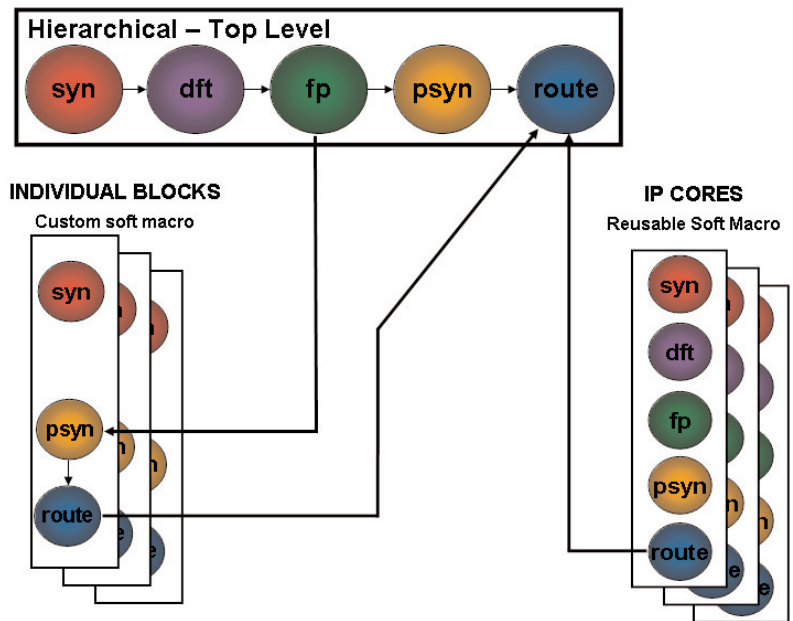 Hierarchical – Top Level
syn dft fp psyn route
INDIVIDUAL BLOCKS
Custom soft macro
syn
psyn
route
IP CORES
Reusable Soft Macro
syn
dft
fp
psyn
route